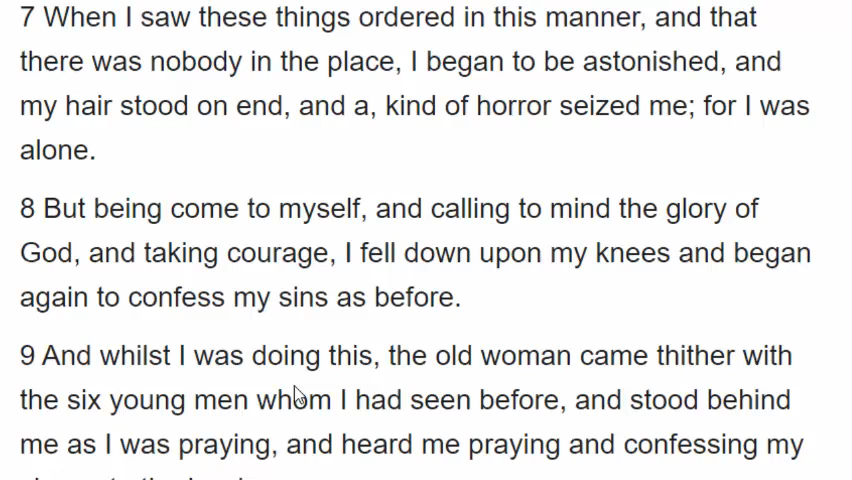 7 When I saw these things ordered in this manner, and that
there was nobody in the place, I began to be astonished, and
my hair stood on end, and a, kind of horror seized me; for I was
alone.
8 But being come to myself, and calling to mind the glory of
God, and taking courage, I fell down upon my knees and began
again to confess my sins as before.
9 And whilst I was doing this, the old woman came thither with
the six young men whom I had seen before, and stood behind
me as I was praying, and heard me praying and confessing my